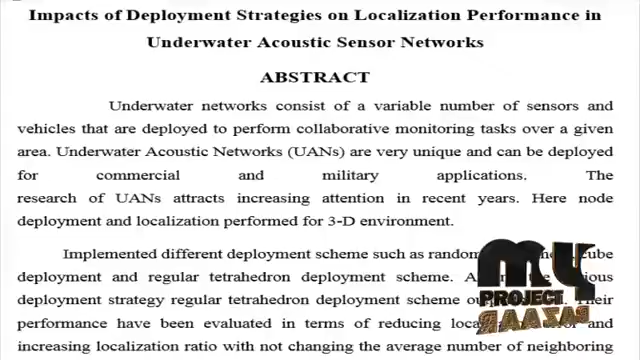 Impacts of Deployment Strategies on Localization Performance in
Underwater Acoustic Sensor Networks
ABSTRACT
Underwater networks consist of a variable number of sensors and
vehicles that are deployed to perform collaborative monitoring tasks over a given
area. Underwater Acoustic Networks (UANs) are very unique and can be deployed
for commercial and military applications. The
research of UANs attracts increasing attention in recent years. Here node
deployment and localization performed for 3-D environment.
Implemented different deployment scheme such as random cube
deployment and regular tetrahedron deployment scheme.
deployment strategy regular tetrahedron deployment scheme
performance have been evaluated in terms of reducing and
increasing localization ratio with not changing the average number of neighboring
MY
PROJECT
BAZAAR